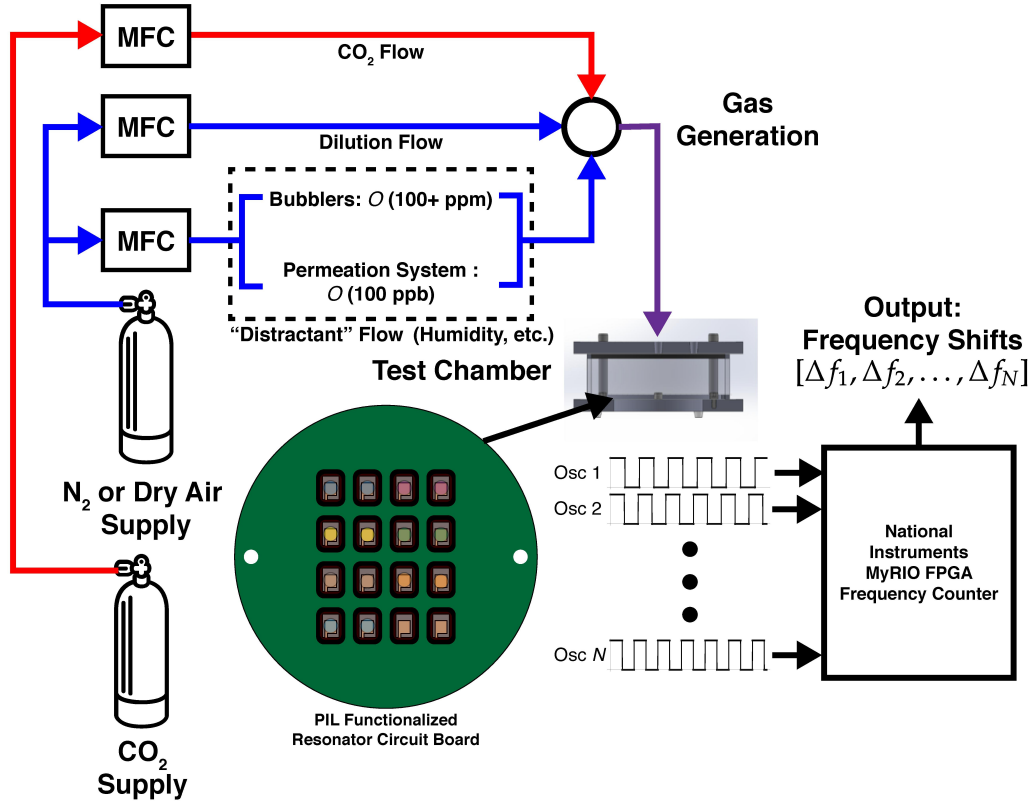 MFC
CO2 Flow
MFC
Dilution Flow
Gas
Generation
MFC
Bubblers: O (100+ ppm)
Permeation System :
O (100 ppb)
“Distractant” Flow (Humidity, etc.)
Test Chamber
Output:
Frequency Shifts
[Δf1, Δf2, . . . , ΔfN]
N2 or Dry Air
Supply
Osc 1
Osc 2
Osc N
National
Instruments
MyRIO FPGA
Frequency Counter
PIL Functionalized
Resonator Circuit Board
CO2
Supply